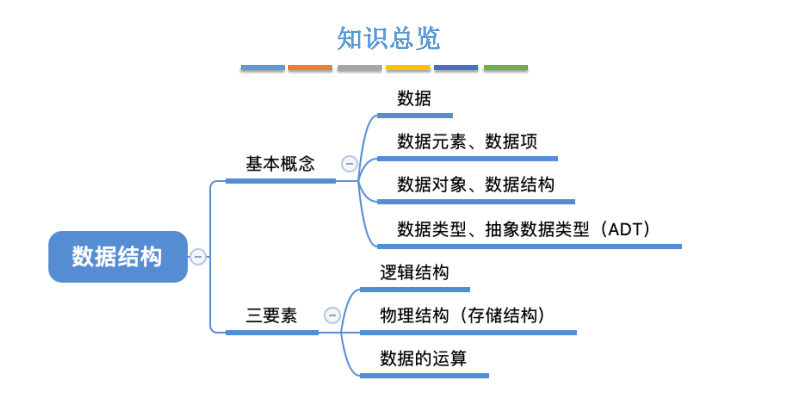 知识总览
数据
数据元素、数据项
基本概念
数据对象、数据结构
数据类型、抽象数据类型（ADT）
数据结构
逻辑结构
三要素
物理结构（存储结构）
数据的运算